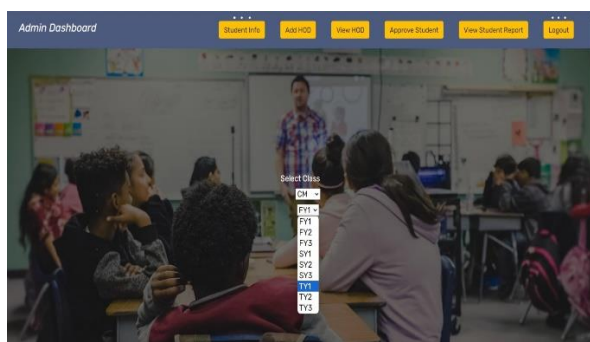 Admin Dashboard
Student Info
Add HOD
View HOD
Approve Student
View Student Report
Logout
Select Class
CM
FY1
FY1
FY2
FY3
SY1
SY2
SY3
TY1
TY2
TY3